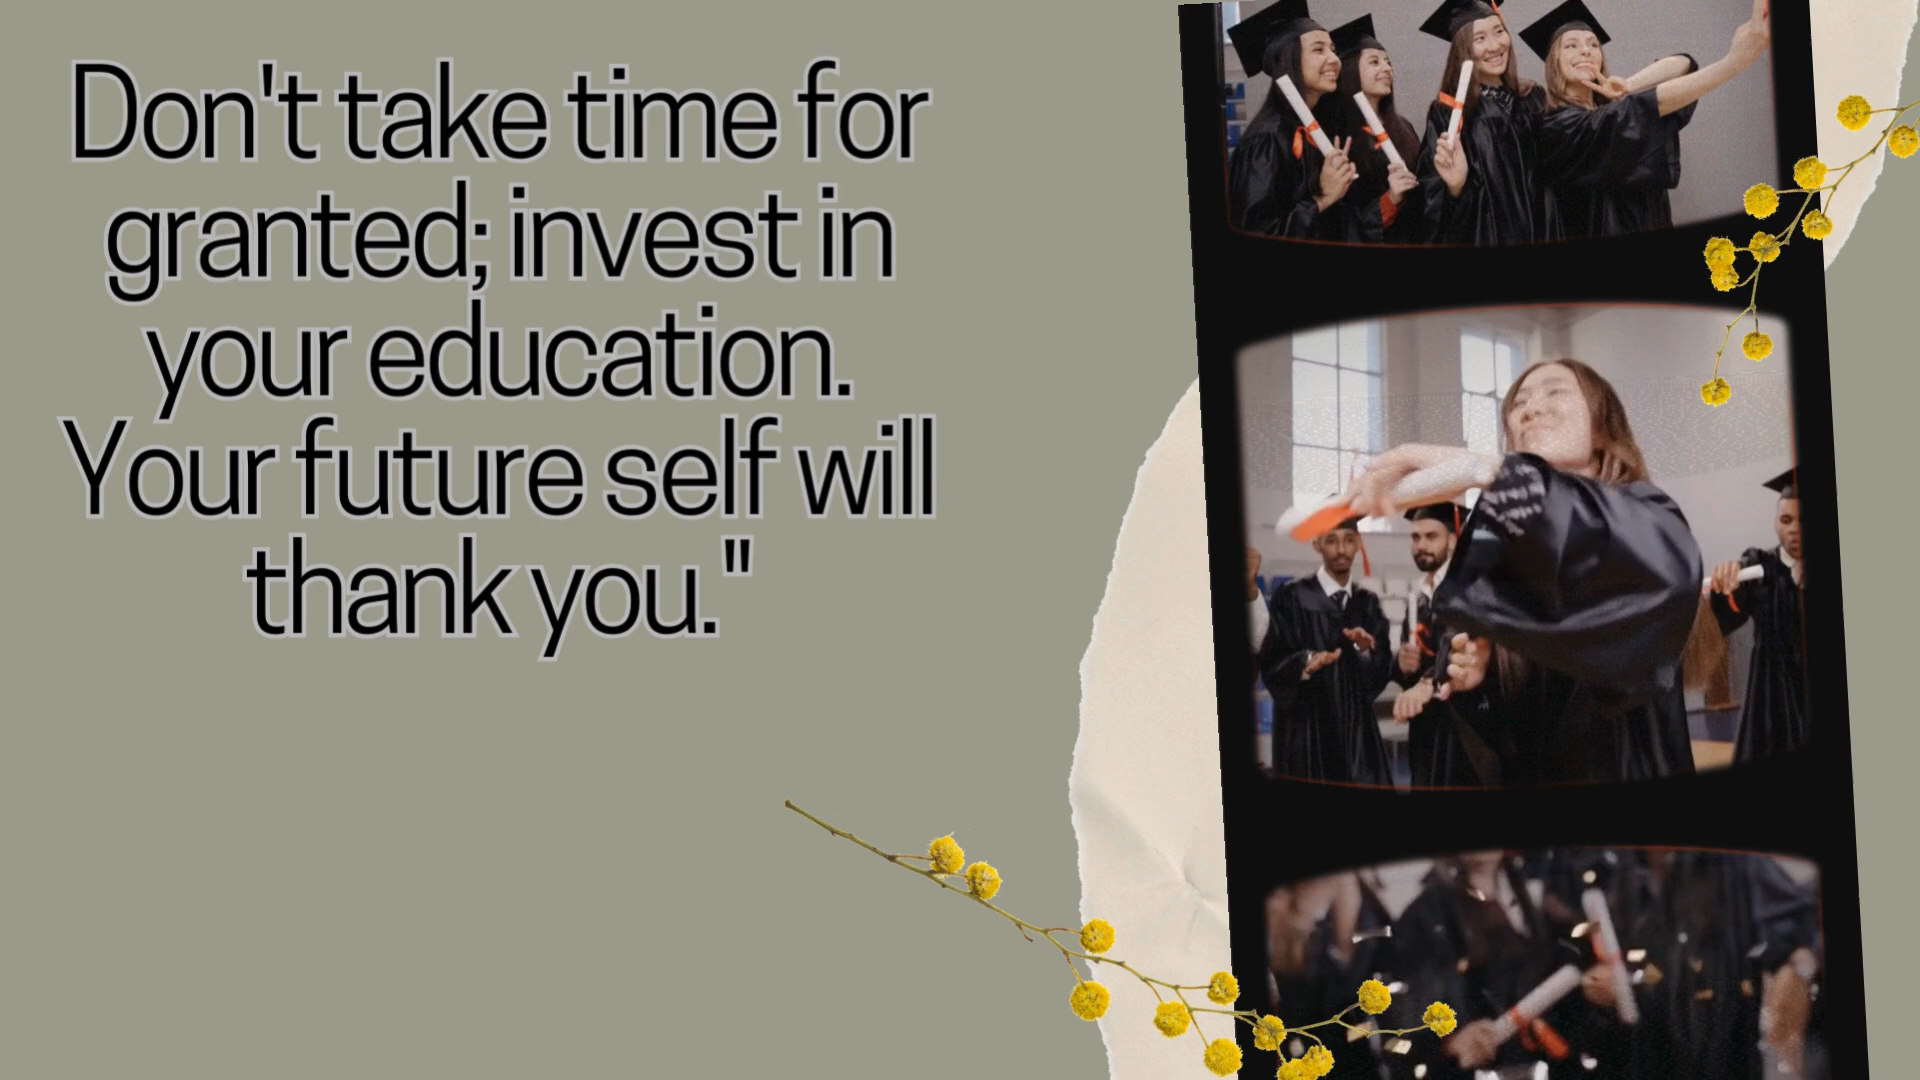 Don't take time for
granted; invest in
your education.
Your future self will
thank you."